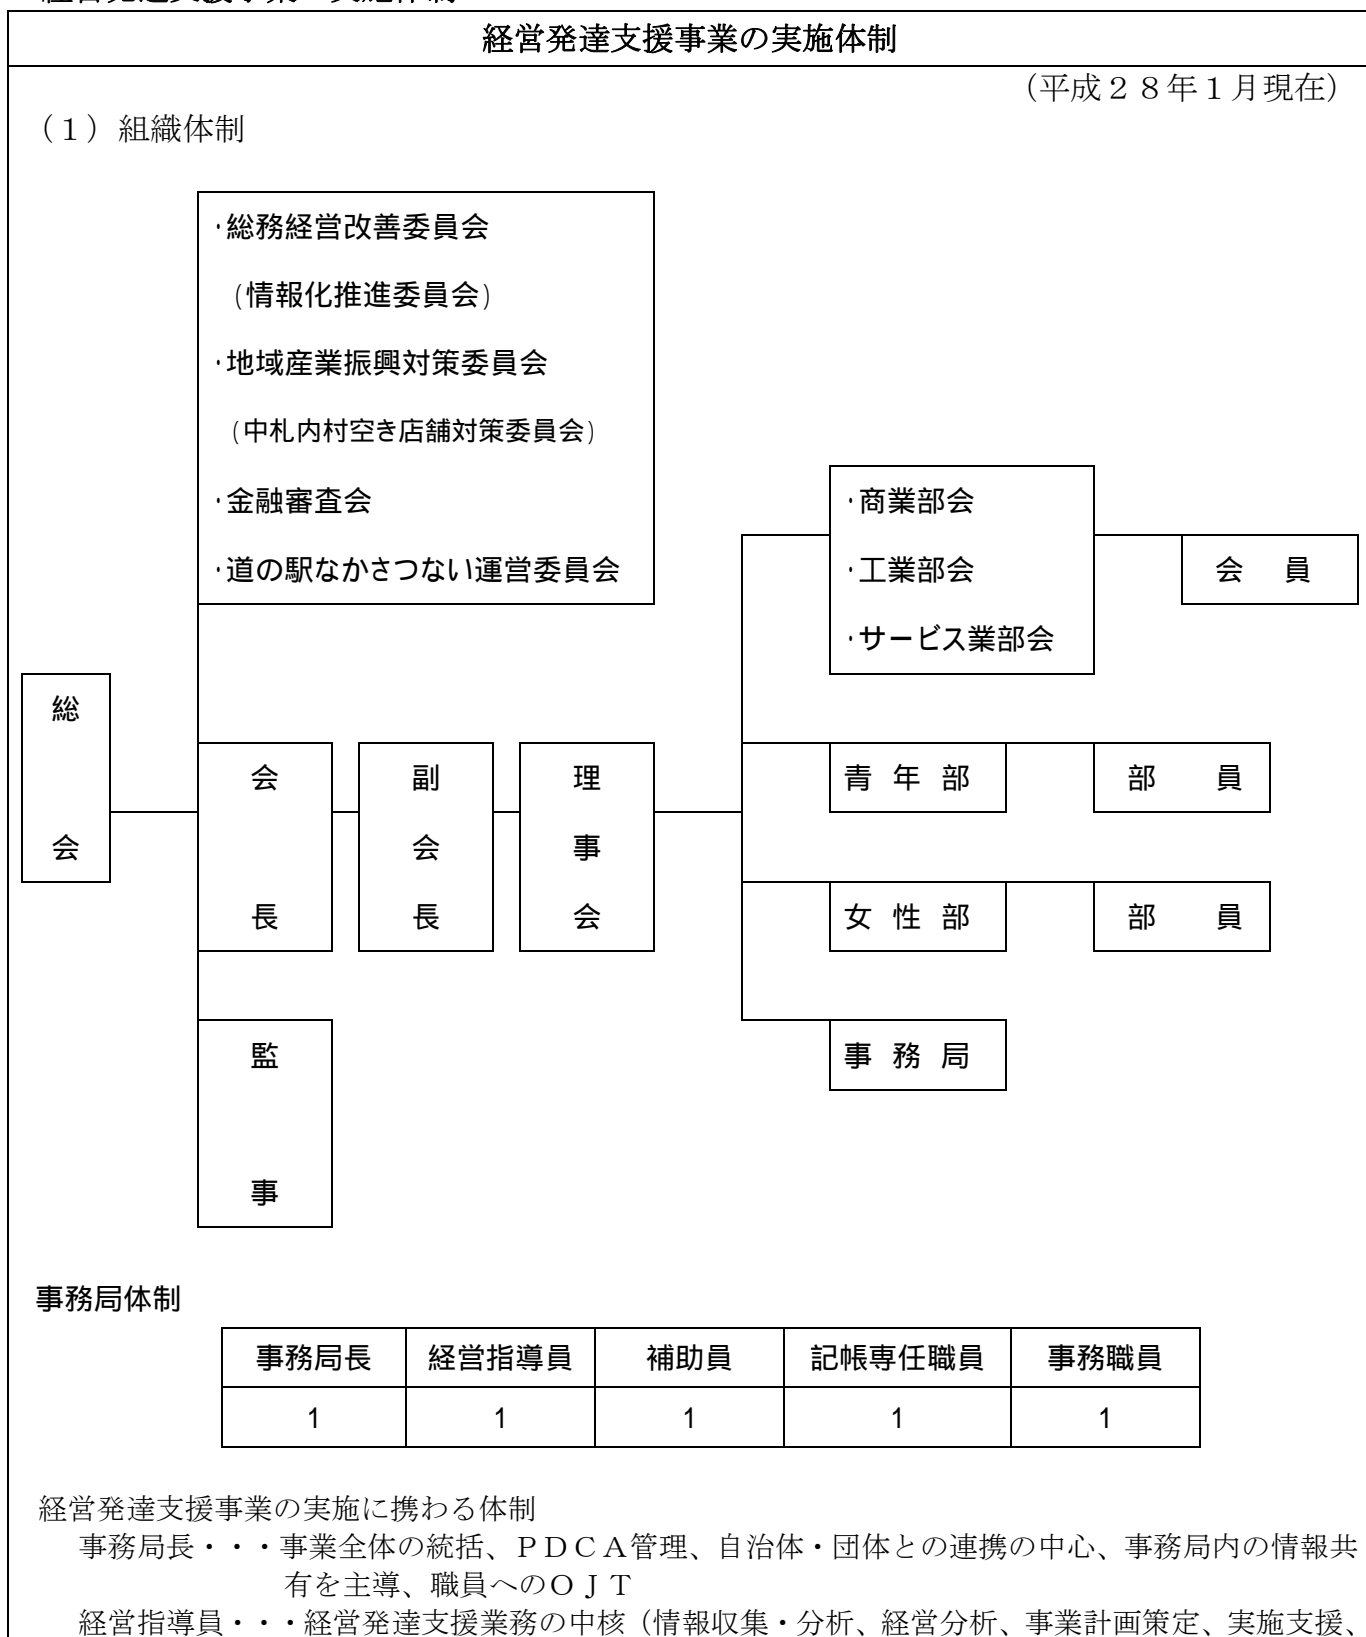 経営発達支援事業の実施体制
（平成２８年１月現在）
（１）組織体制
・総務経営改善委員会
（情報化推進委員会）
・地域産業振興対策委員会
（中札内村空き店舗対策委員会）
・金融審査会
・道の駅なかさつない運営委員会
・商業部会
・工業部会
・サービス業部会
会　員
総会
会長
副会長
理事会
青 年 部
部　員
女 性 部
部　員
事 務 局
監事
事務局体制
事務局長 経営指導員 補助員 記帳専任職員 事務職員
1 1 1 1 1
経営発達支援事業の実施に携わる体制
事務局長・・・事業全体の統括、ＰＤＣＡ管理、自治体・団体との連携の中心、事務局内の情報共
有を主導、職員へのＯＪＴ
経営指導員・・・経営発達支援業務の中核（情報収集・分析、経営分析、事業計画策定、実施支援、